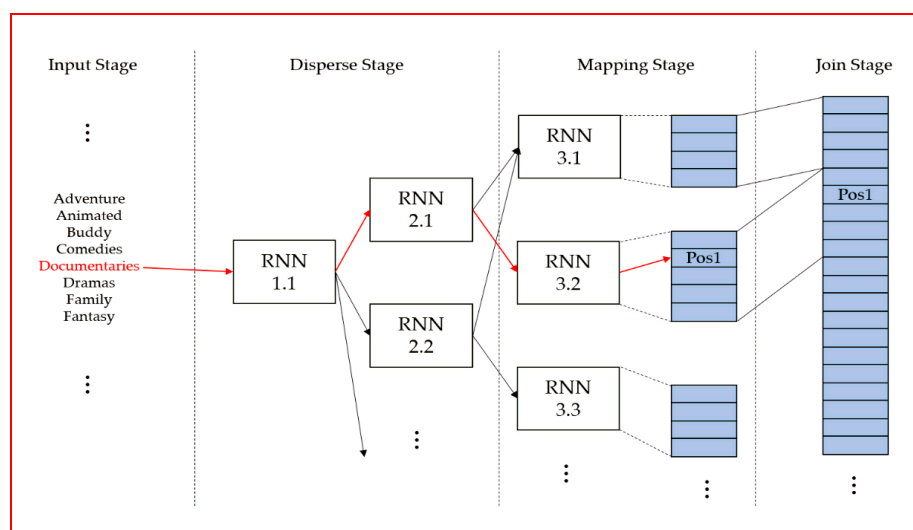 Input Stage
Disperse Stage
Mapping Stage
Join Stage
Adventure
Animated
Buddy
Comedies
Documentaries
Dramas
Family
Fantasy
RNN
1.1
RNN
2.1
RNN
2.2
RNN
3.1
RNN
3.2
RNN
3.3
Pos1
Pos1